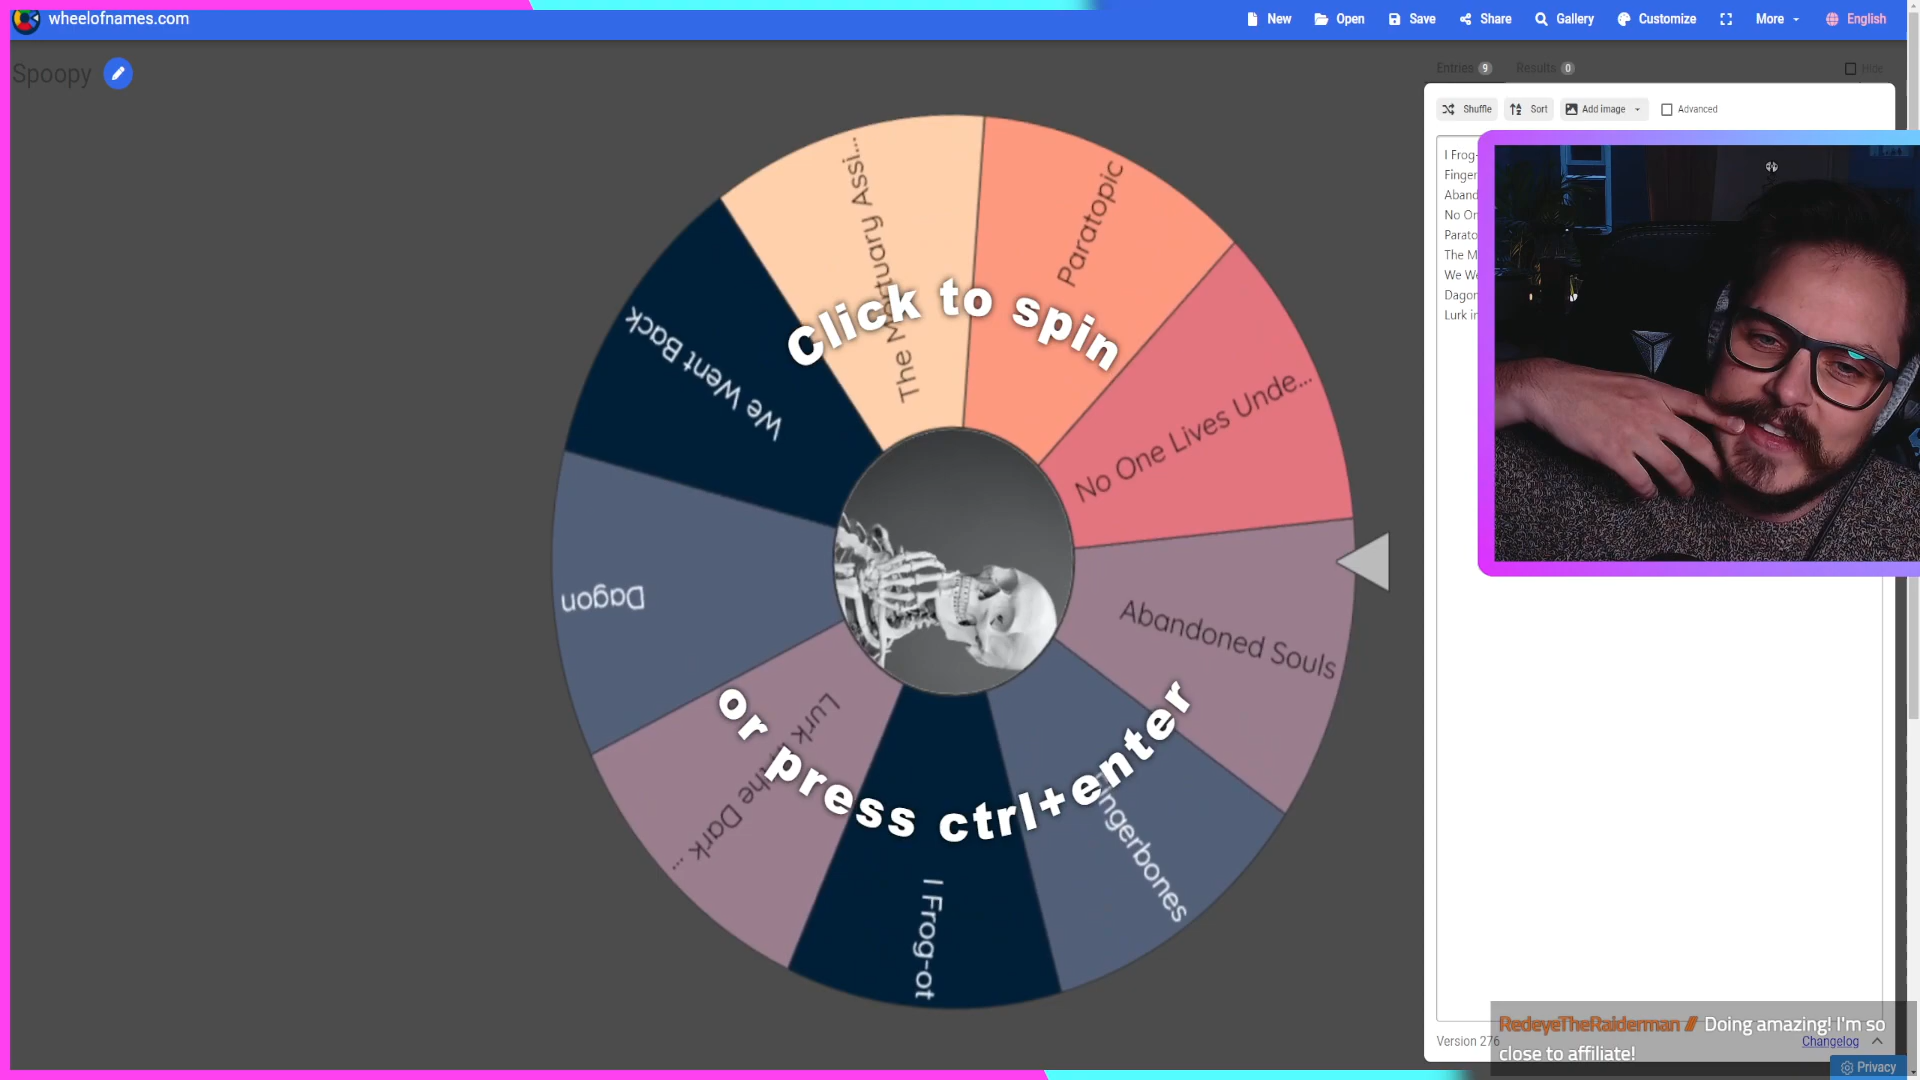 wheelofnames.com
New
Open
Save
Share
Gallery
Customize
More
English
Spoopy
Entries 9
Results 0
Hide
Shuffle
Sort
Add image
Advanced
I Frog-
Finger
Aband
No On
Parato
The M
We We
Dagon
Lurk in
Click to spin
or press ctrl+enter
The Mortuary Assi...
Paratopic
No One Lives Unde...
Abandoned Souls
Fingerbones
I Frog-ot
Lurk in the Dark ...
Dagon
We Went Back
RedeyeTheRaiderman // Doing amazing! I'm so
close to affiliate!
Version 276
Changelog
Privacy